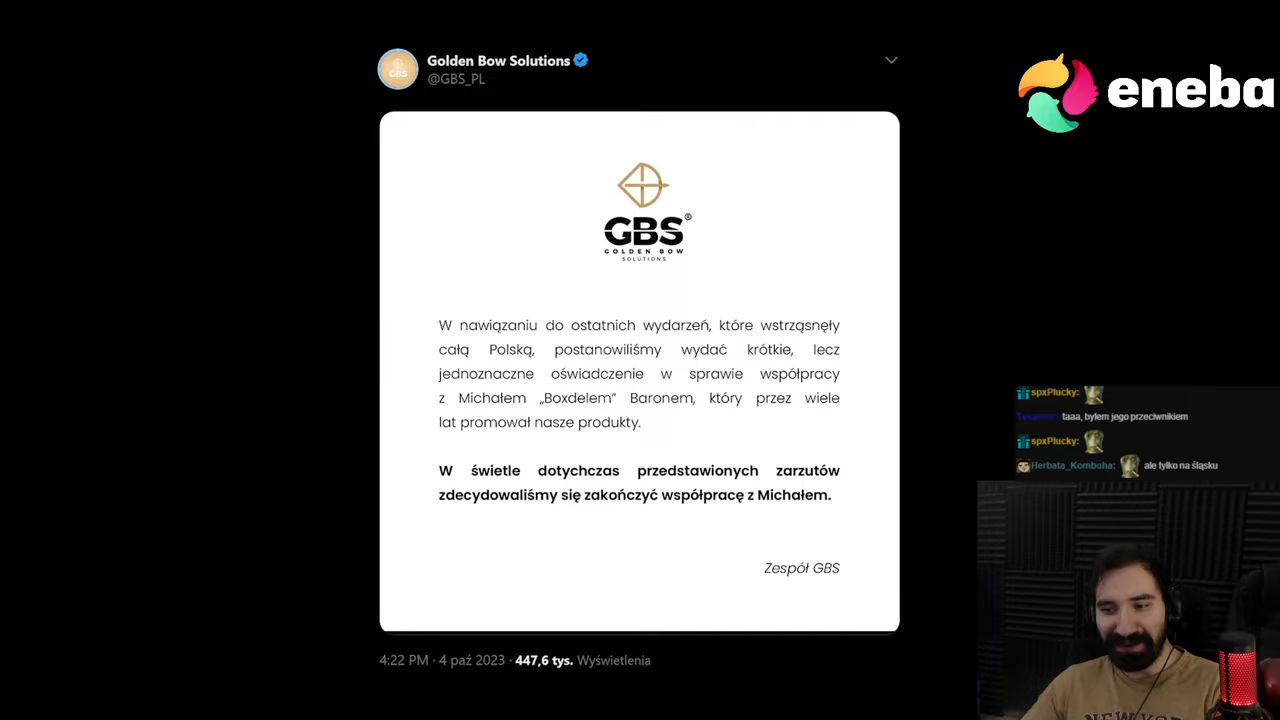 Golden Bow Solutions
@GBS_PL
eneba
GBS®
GOLDEN BOW
SOLUTIONS
W nawiązaniu do ostatnich wydarzeń, które wstrząsnęły
całą Polską, postanowiliśmy wydać krótkie, lecz
jednoznaczne oświadczenie w sprawie współpracy
z Michałem „Boxdelem” Baronem, który przez wiele
lat promował nasze produkty.
W świetle dotychczas przedstawionych zarzutów
zdecydowaliśmy się zakończyć współpracę z Michałem.
Zespół GBS
4:22 PM · 4 paź 2023 · 447,6 tys. Wyświetlenia
spxPlucky:
taaa, bylem jego przeciwnikiem
spxPlucky:
Herbata_Kombuha: ale tylko na śląsku
NEW YORK